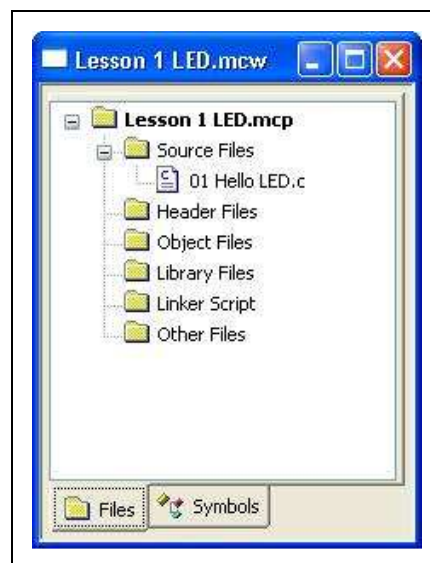 Lesson 1 LED.mcw
Lesson 1 LED.mcp
Source Files
01 Hello LED.c
Header Files
Object Files
Library Files
Linker Script
Other Files
Files
Symbols